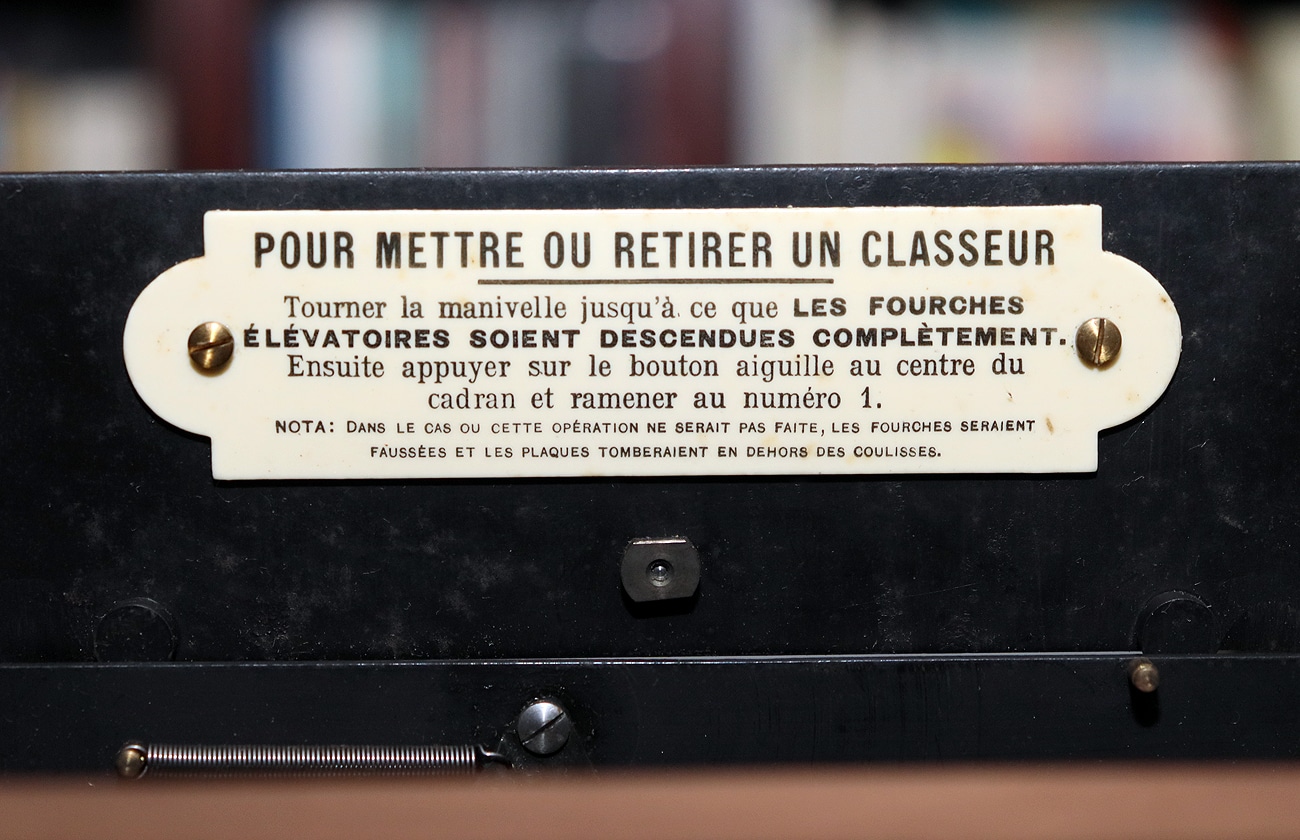 POUR METTRE OU RETIRER UN CLASSEUR
Tourner la manivelle jusqu'à ce que LES FOURCHES
ÉLÉVATOIRES SOIENT DESCENDUES COMPLÈTEMENT.
Ensuite appuyer sur le bouton aiguille au centre du
cadran et ramener au numéro 1.
NOTA: DANS LE CAS OU CETTE OPÉRATION NE SERAIT PAS FAITE, LES FOURCHES SERAIENT
FAUSSÉES ET LES PLAQUES TOMBERAIENT EN DEHORS DES COULISSES.